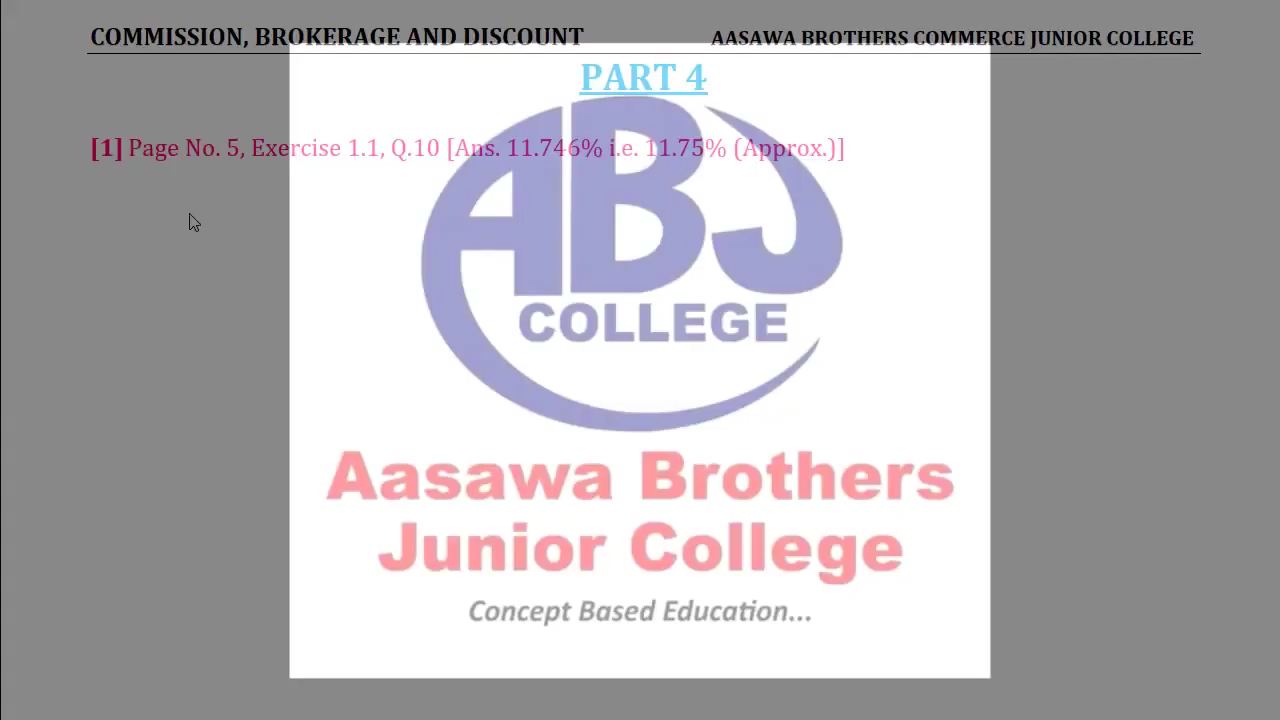 COMMISSION, BROKERAGE AND DISCOUNT AASAWA BROTHERS COMMERCE JUNIOR COLLEGE
PART 4
[1] Page No. 5, Exercise 1.1, Q.10 [Ans. 11.746% i.e. 11.75% (Approx.)]
ABJ
COLLEGE
Aasawa Brothers
Junior College
Concept Based Education...